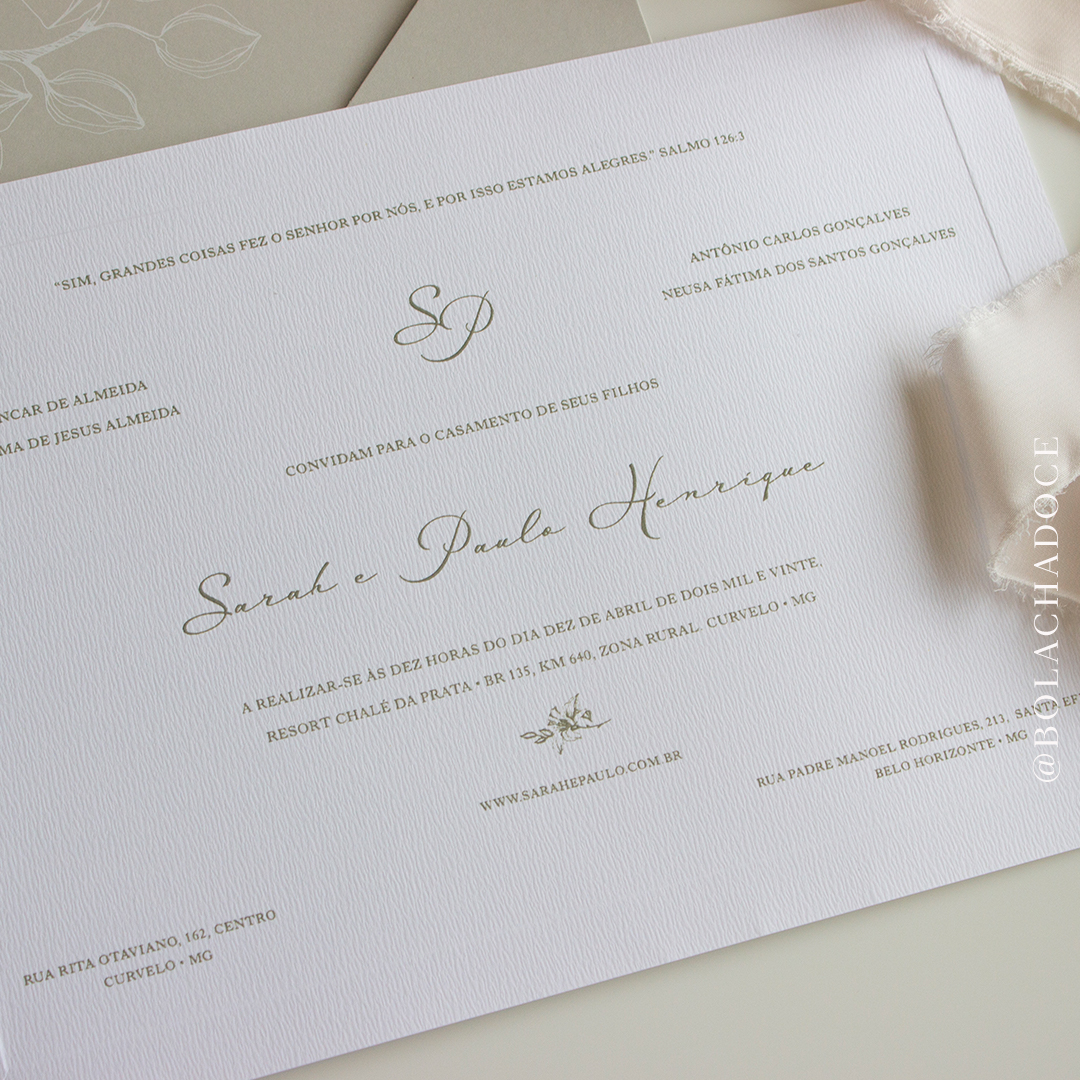 "SIM, GRANDES COISAS FEZ O SENHOR POR NÓS, E POR ISSO ESTAMOS ALEGRES." SALMO 126:3
SP
ANTÔNIO CARLOS GONÇALVES
NEUSA FÁTIMA DOS SANTOS GONÇALVES
DE ALMEIDA
DE JESUS ALMEIDA
CONVIDAM PARA O CASAMENTO DE SEUS FILHOS
Sarah e Paulo Henrique
A REALIZAR-SE ÀS DEZ HORAS DO DIA DEZ DE ABRIL DE DOIS MIL E VINTE.
RESORT CHALÉ DA PRATA • BR 135, KM 640, ZONA RURAL. CURVELO • MG
WWW.SARAHEPAULO.COM.BR
RUA PADRE MANOEL RODRIGUES, 213, SANTA
BELO HORIZONTE • MG
RUA RITA OTAVIANO, 162, CENTRO
CURVELO • MG
@BOLACHADOCE